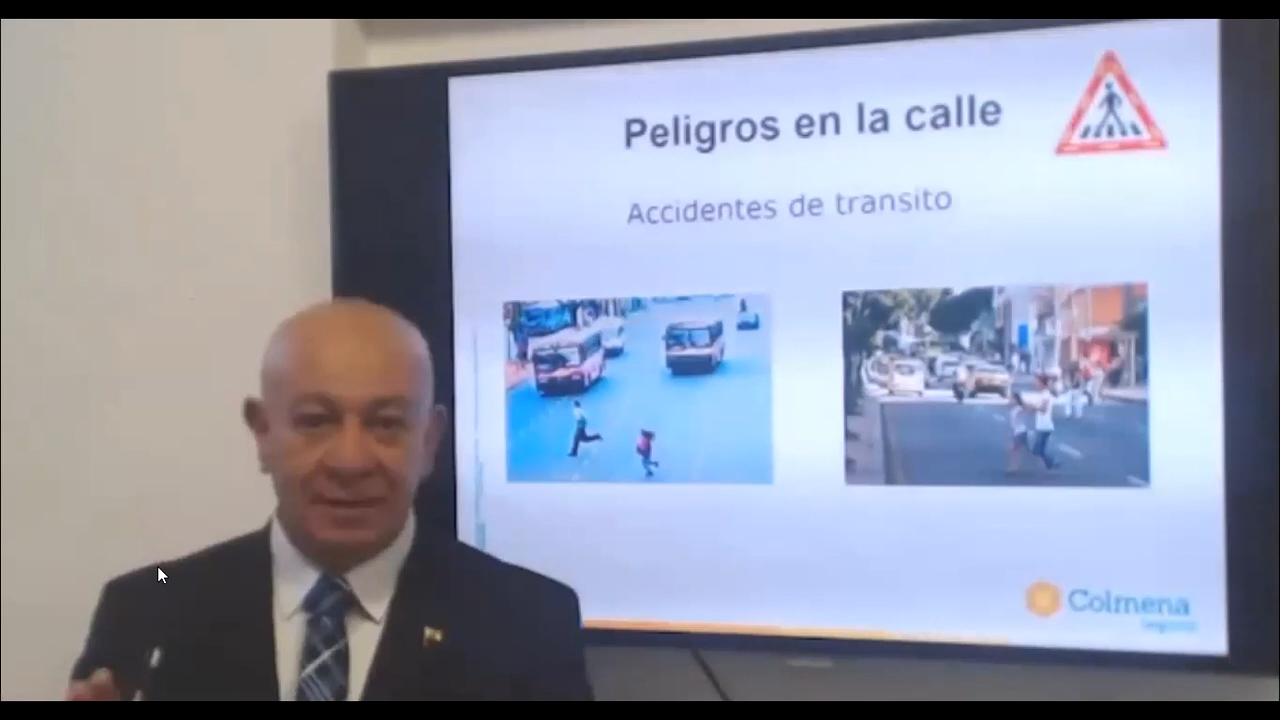 Peligros en la calle
Accidentes de transito
Colmena